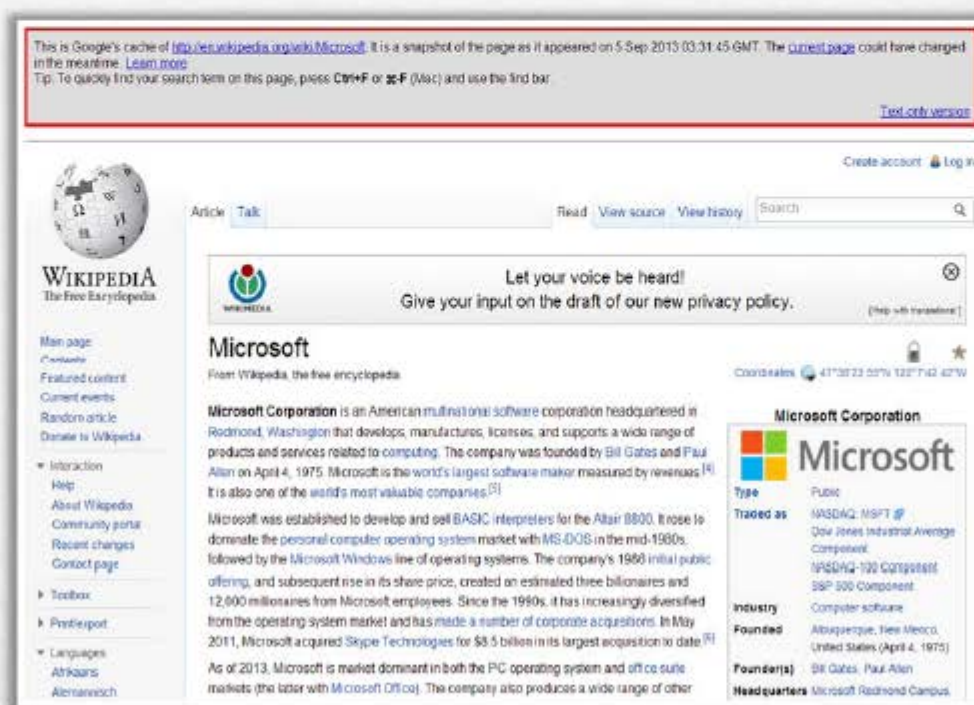 This is Google's cache of http://en.wikipedia.org/wiki/Microsoft. It is a snapshot of the page as it appeared on 5 Sep 2013 03:31:45 GMT. The current page could have changed
in the meantime. Learn more
Tip: To quickly find your search term on this page, press Ctrl+F or ⌘-F (Mac) and use the find bar.
Text-only version
Create account Log in
Article Talk Read View source View history Search
WIKIPEDIA
The Free Encyclopedia
Let your voice be heard!
Give your input on the draft of our new privacy policy.
WIKIMEDIA
[Help with translations!]
Main page
Contents
Featured content
Current events
Random article
Donate to Wikipedia
Interaction
Help
About Wikipedia
Community portal
Recent changes
Contact page
Toolbox
Print/export
Languages
Afrikaans
Alemannisch
Microsoft
From Wikipedia, the free encyclopedia
Coordinates
Microsoft Corporation is an American multinational software corporation headquartered in
Redmond, Washington that develops, manufactures, licenses, and supports a wide range of
products and services related to computing. The company was founded by Bill Gates and Paul
Allen on April 4, 1975. Microsoft is the world's largest software maker measured by revenues.[4]
It is also one of the world's most valuable companies.[5]
Microsoft was established to develop and sell BASIC interpreters for the Altair 8800. It rose to
dominate the personal computer operating system market with MS-DOS in the mid-1980s,
followed by the Microsoft Windows line of operating systems. The company's 1986 initial public
offering, and subsequent rise in its share price, created an estimated three billionaires and
12,000 millionaires from Microsoft employees. Since the 1990s, it has increasingly diversified
from the operating system market and has made a number of corporate acquisitions. In May
2011, Microsoft acquired Skype Technologies for $8.5 billion in its largest acquisition to date.[6]
As of 2013, Microsoft is market dominant in both the PC operating system and office suite
markets (the latter with Microsoft Office). The company also produces a wide range of other
Microsoft Corporation
Microsoft
Type Public
Traded as NASDAQ: MSFT
Dow Jones Industrial Average
Component
NASDAQ-100 Component
S&P 500 Component
Industry Computer software
Founded Albuquerque, New Mexico,
United States (April 4, 1975)
Founder(s) Bill Gates, Paul Allen
Headquarters Microsoft Redmond Campus,